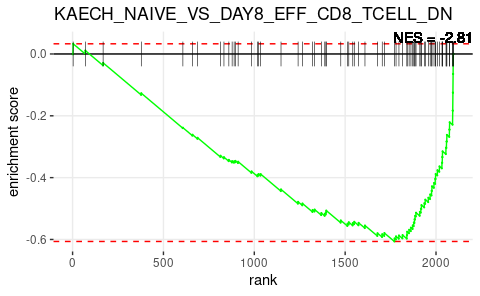 KAECH_NAIVE_VS_DAY8_EFF_CD8_TCELL_DN
NES = -2.81
0.0
-0.2
-0.4
-0.6
enrichment score
0
500
1000
1500
2000
rank